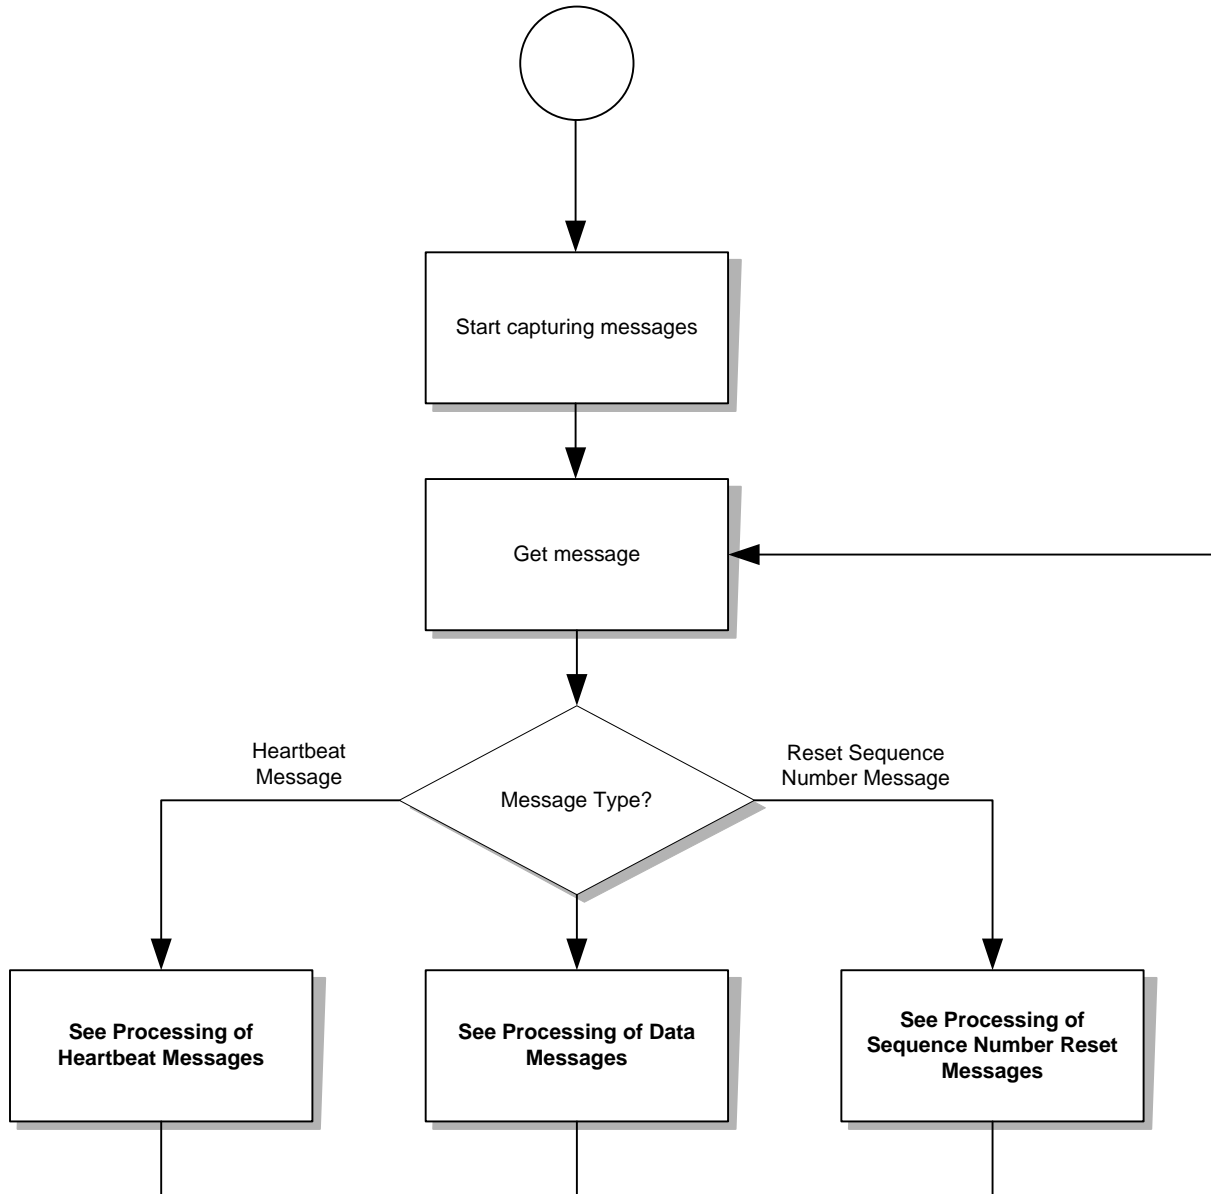 Start capturing messages
Get message
Heartbeat
Message
Reset Sequence
Number Message
Message Type?
See Processing of
Heartbeat Messages
See Processing of Data
Messages
See Processing of
Sequence Number Reset
Messages